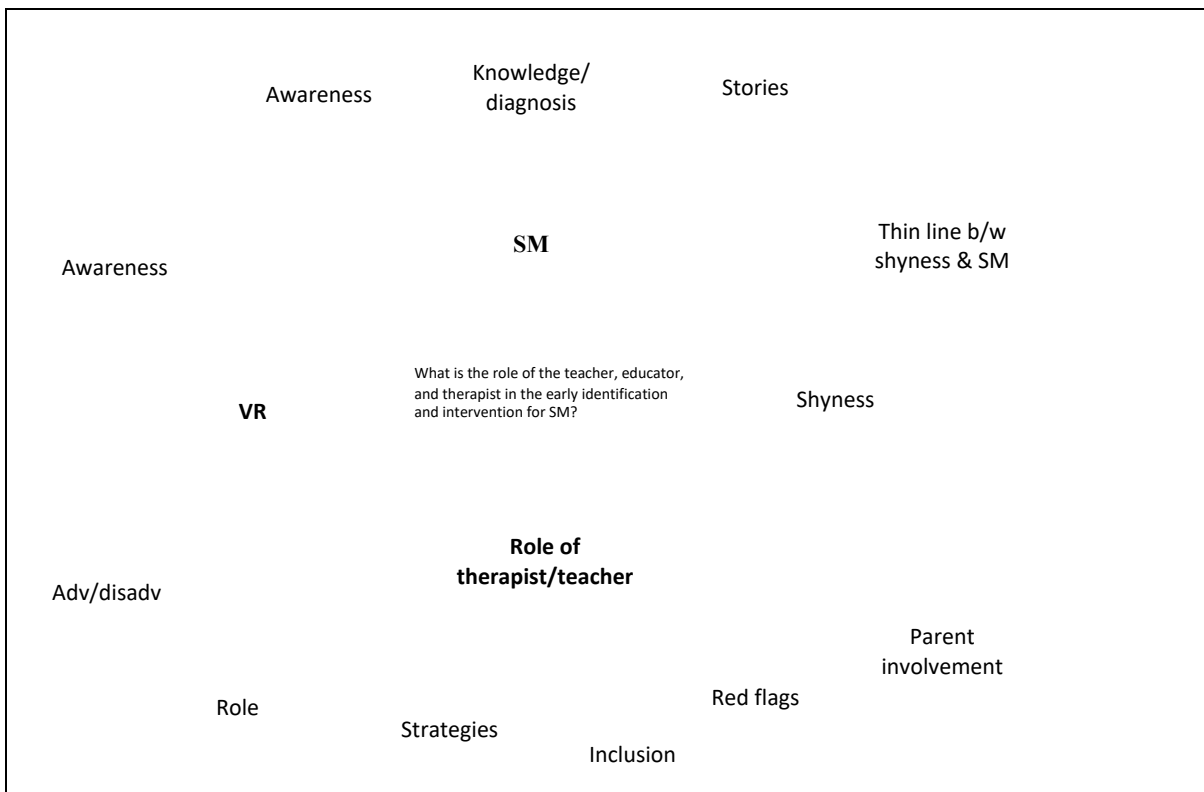 Awareness
Knowledge/
diagnosis
Stories
Awareness
SM
Thin line b/w
shyness & SM
VR
What is the role of the teacher, educator,
and therapist in the early identification
and intervention for SM?
Shyness
Role of
therapist/teacher
Adv/disadv
Parent
involvement
Role
Strategies
Inclusion
Red flags